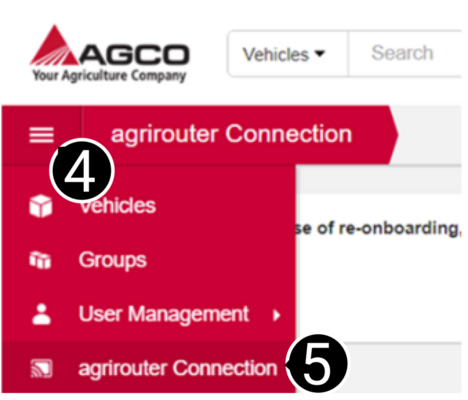 AGCO
Your Agriculture Company
Vehicles
Search
agrirouter Connection
4
Vehicles
se of re-onboarding,
Groups
User Management
agrirouter Connection
5